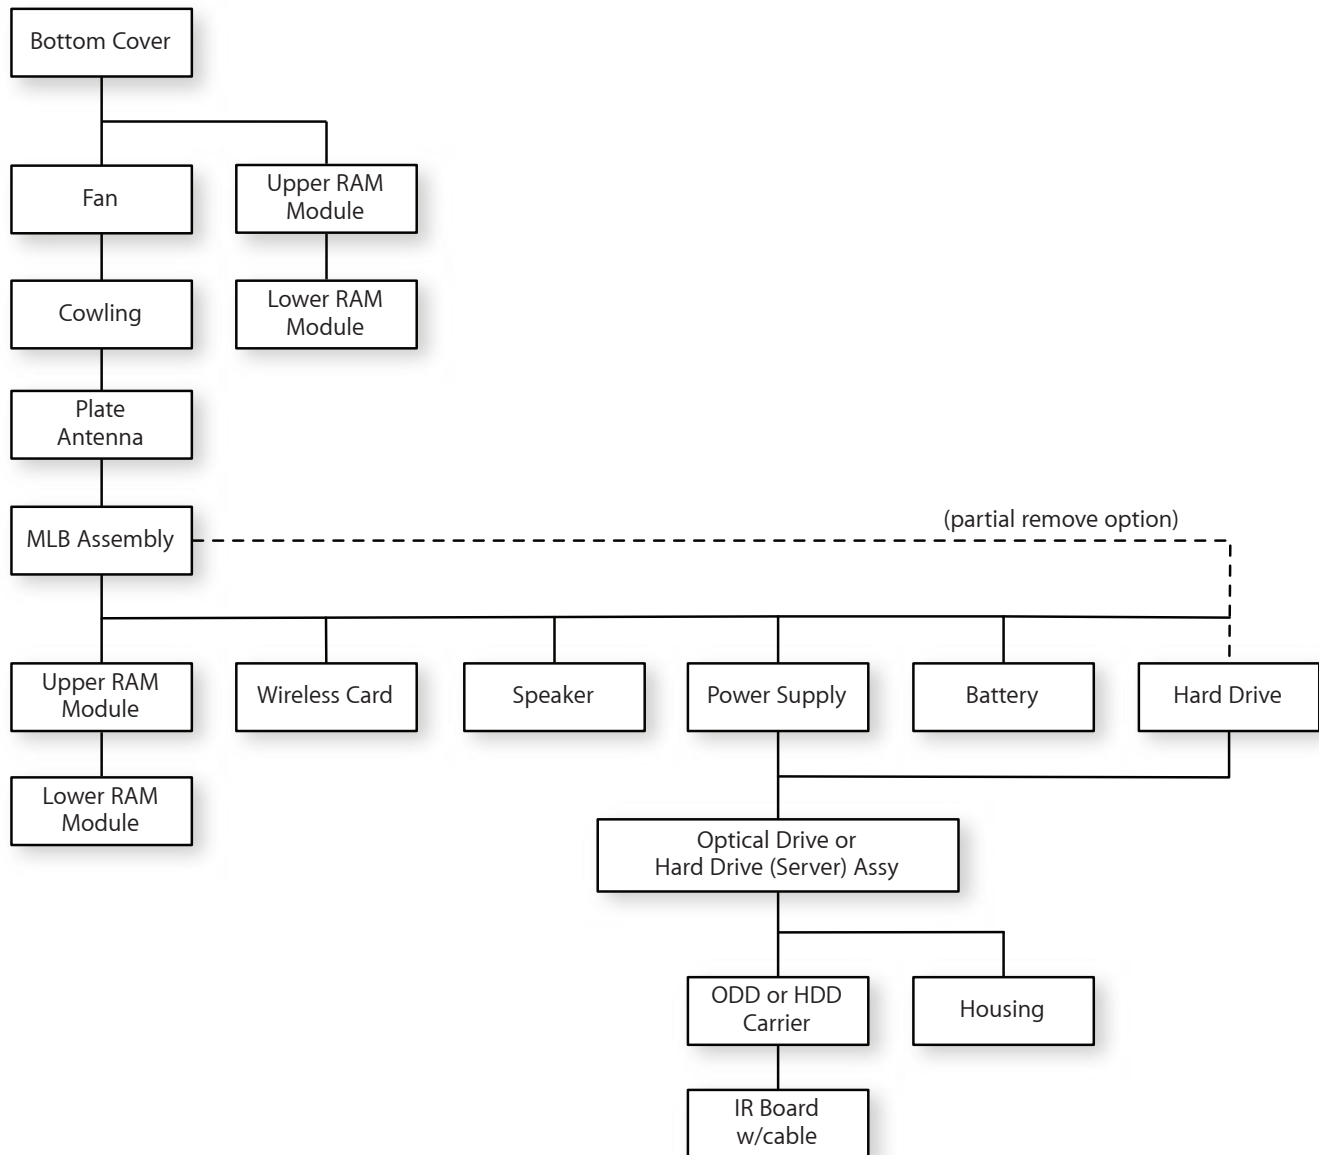 Bottom Cover
Fan
Upper RAM
Module
Cowling
Lower RAM
Module
Plate
Antenna
MLB Assembly
(partial remove option)
Upper RAM
Module
Wireless Card
Speaker
Power Supply
Battery
Hard Drive
Lower RAM
Module
Optical Drive or
Hard Drive (Server) Assy
ODD or HDD
Carrier
Housing
IR Board
w/cable